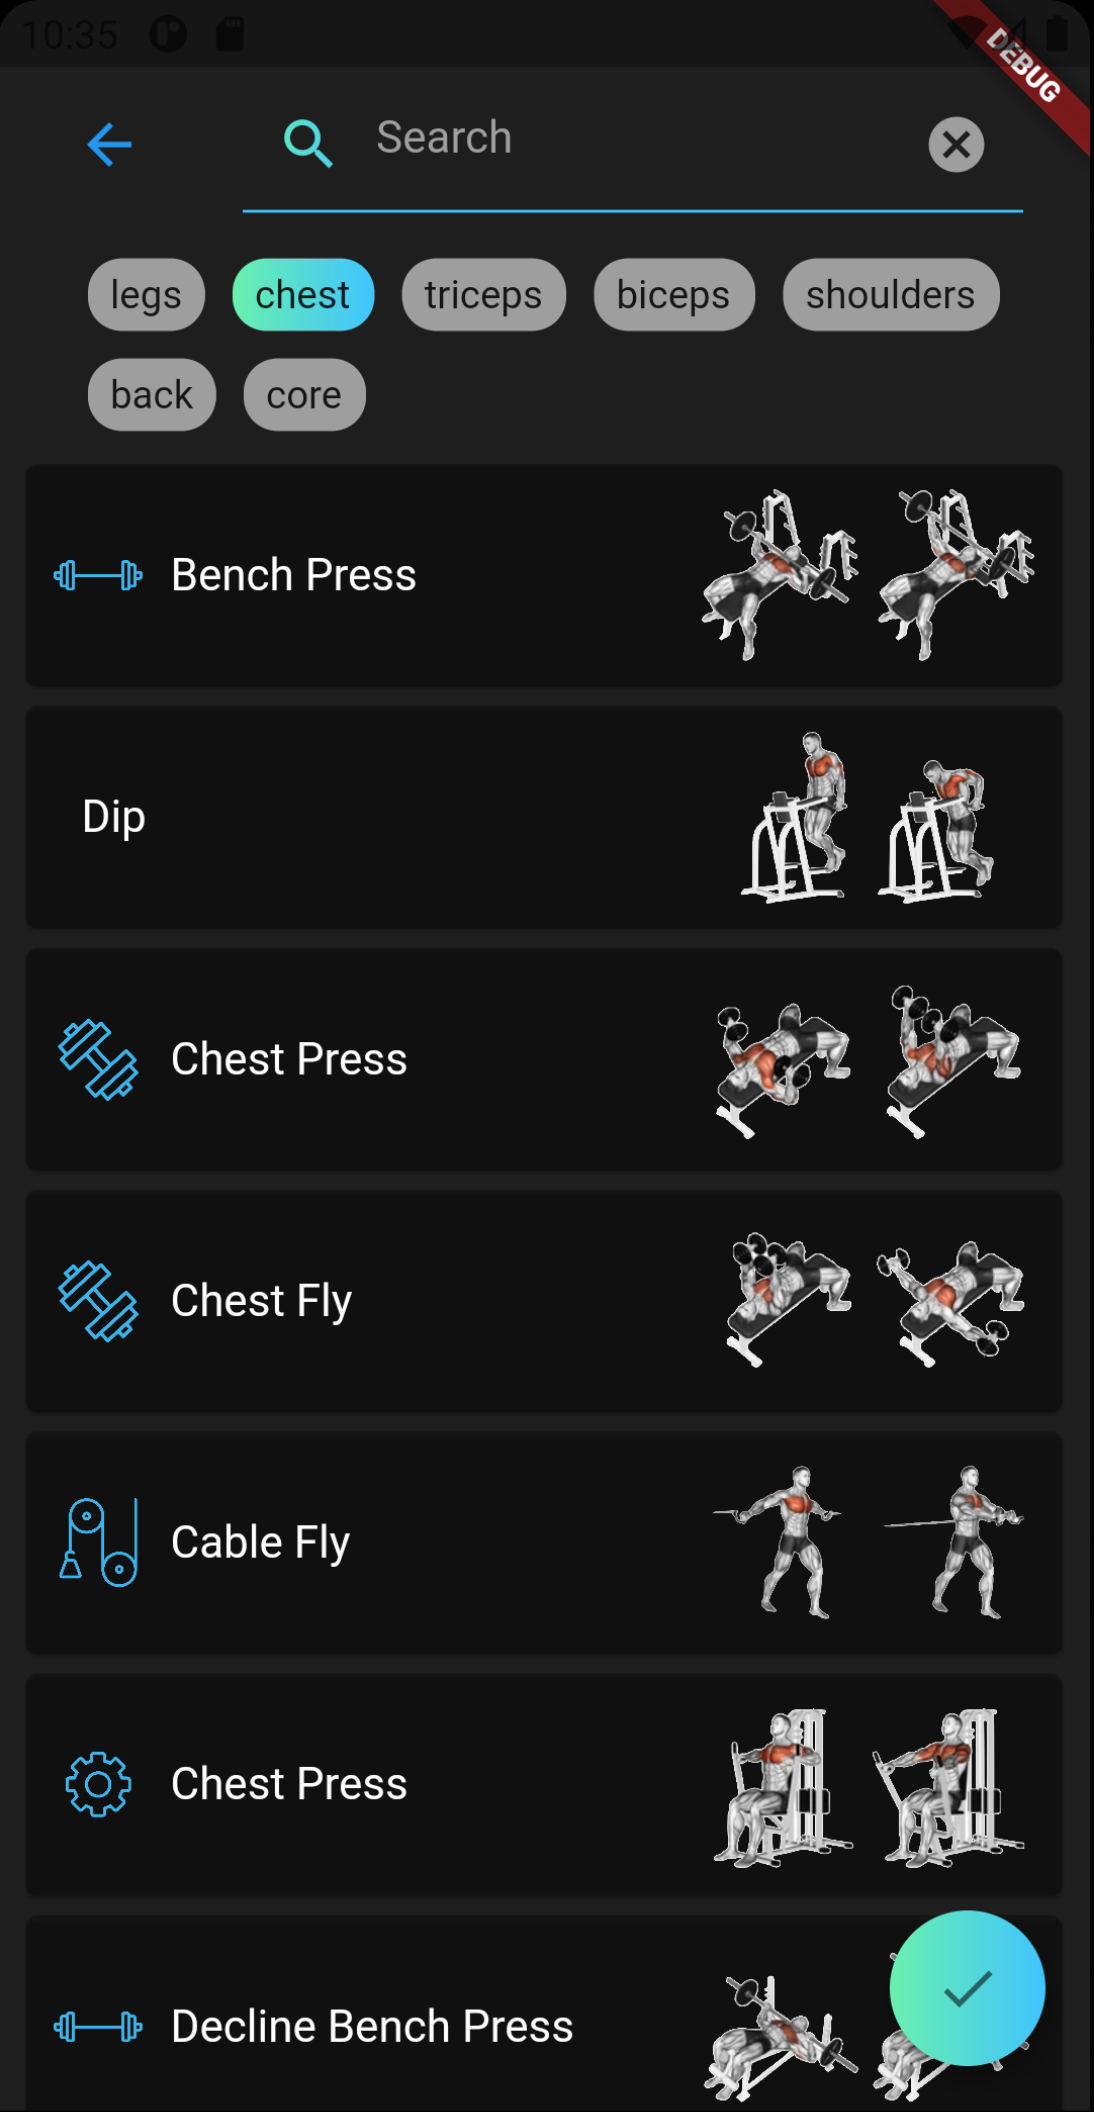 10:35
DEBUG
Search
legs chest triceps biceps shoulders
back core
Bench Press
Dip
Chest Press
Chest Fly
Cable Fly
Chest Press
Decline Bench Press